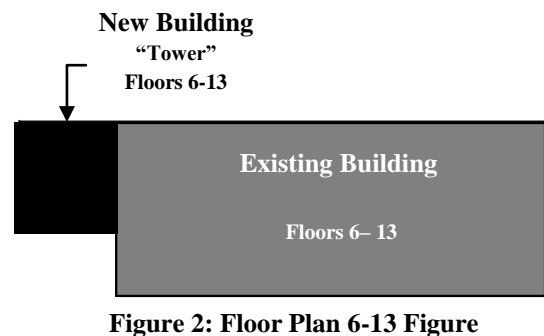 New Building
“Tower”
Floors 6-13
Existing Building
Floors 6– 13
Figure 2: Floor Plan 6-13 Figure